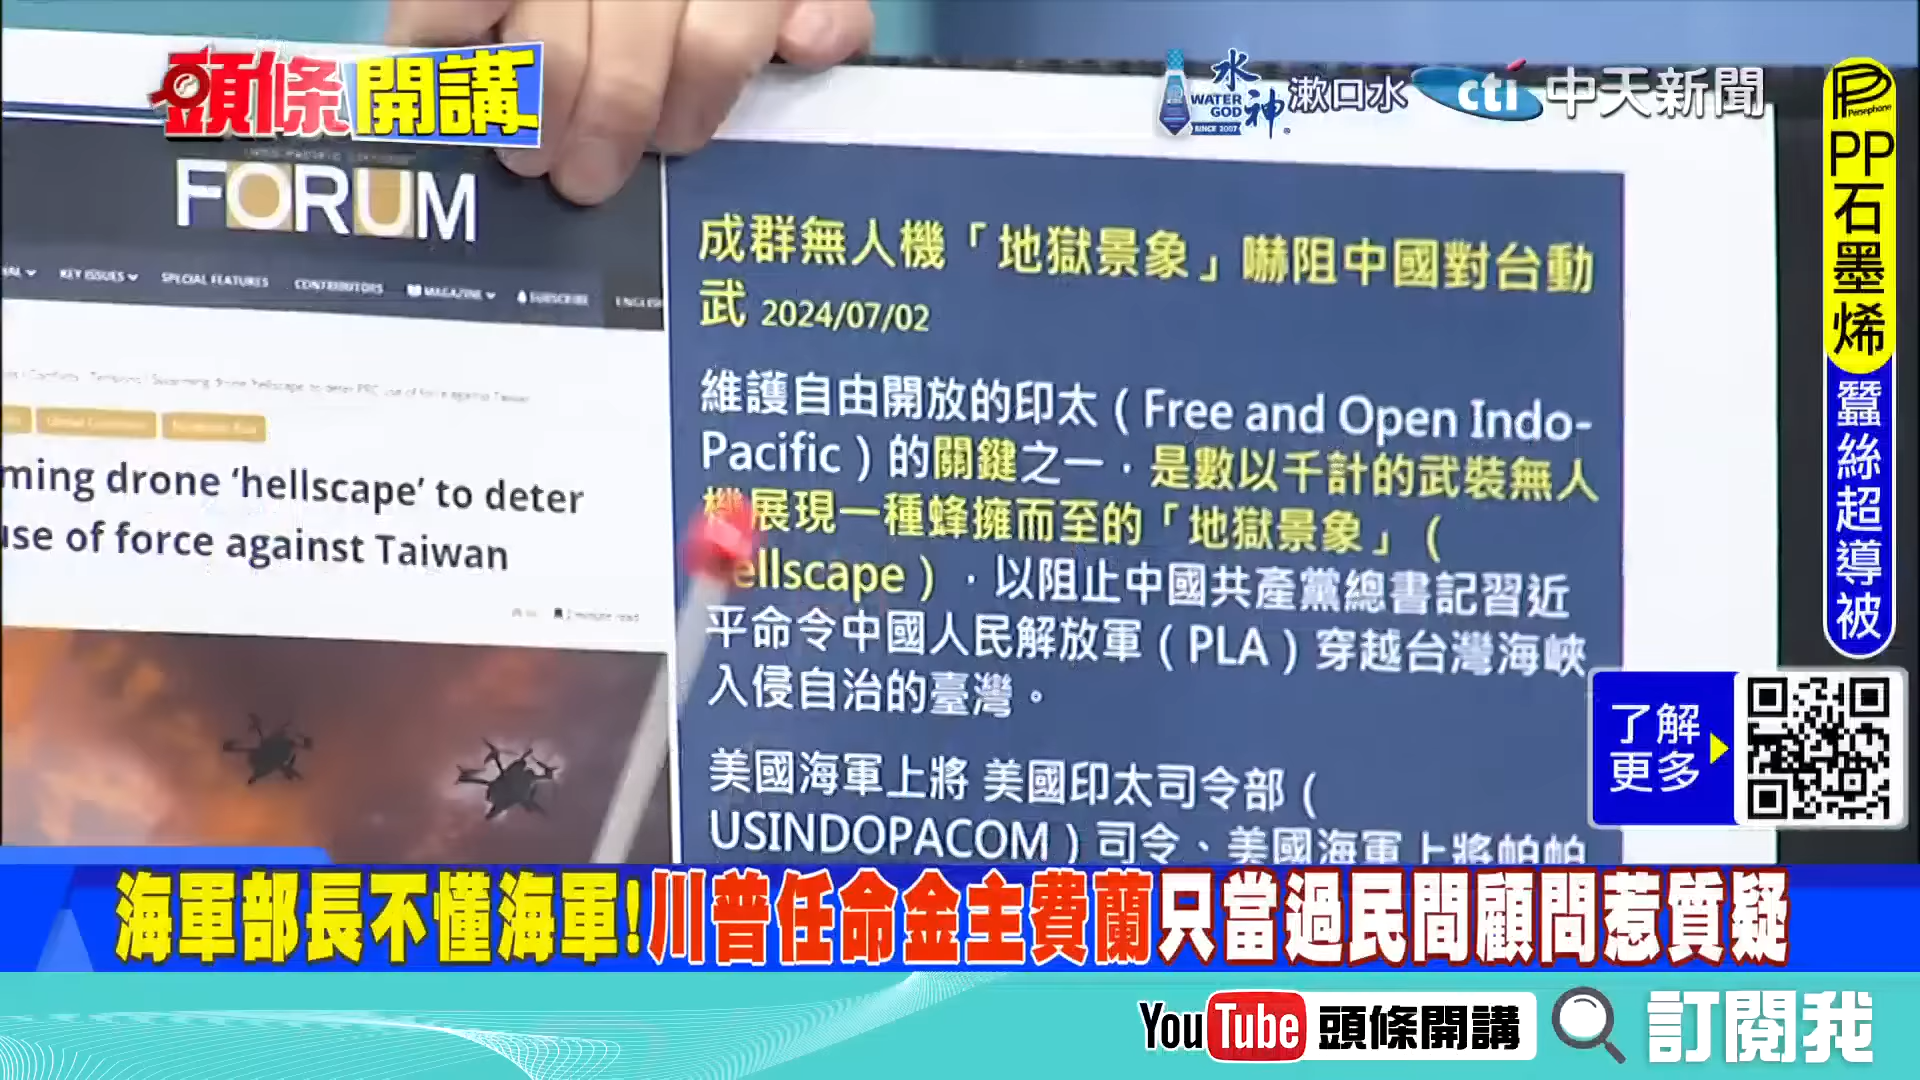 頭條開講
水神
WATER GOD
SINCE 2007
漱口水
cti 中天新聞
Persephone
PP石墨烯
蠶絲超導被
FORUM
KEY ISSUES
SPECIAL FEATURES
CONTRIBUTORS
MAGAZINE
SUBSCRIBE
ming drone ‘hellscape’ to deter
use of force against Taiwan
2 minute read
成群無人機「地獄景象」嚇阻中國對台動
武 2024/07/02
維護自由開放的印太（Free and Open Indo-
Pacific）的關鍵之一，是數以千計的武裝無人
機展現一種蜂擁而至的「地獄景象」（
ellscape），以阻止中國共產黨總書記習近
平命令中國人民解放軍（PLA）穿越台灣海峽
入侵自治的臺灣。
美國海軍上將 美國印太司令部（
USINDOPACOM）司令、美國海軍上將帕帕
了解
更多
海軍部長不懂海軍!川普任命金主費蘭只當過民間顧問惹質疑
YouTube 頭條開講
訂閱我